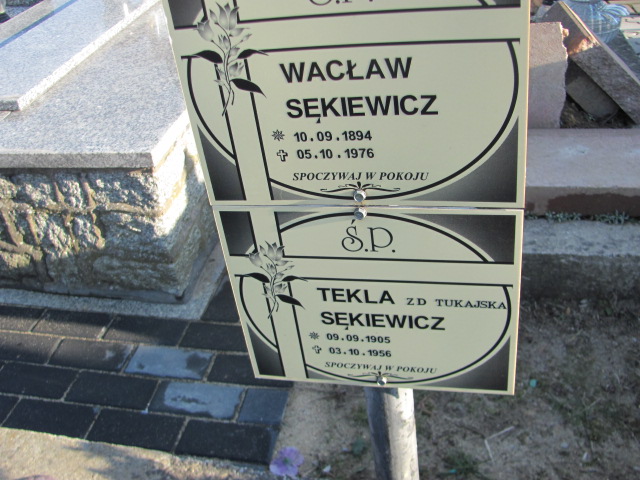 Ś.P.
WACŁAW
SĘKIEWICZ
10.09.1894
05.10.1976
SPOCZYWAJ W POKOJU
Ś.P.
TEKLA ZD TUKAJSKA
SĘKIEWICZ
09.09.1905
03.10.1956
SPOCZYWAJ W POKOJU